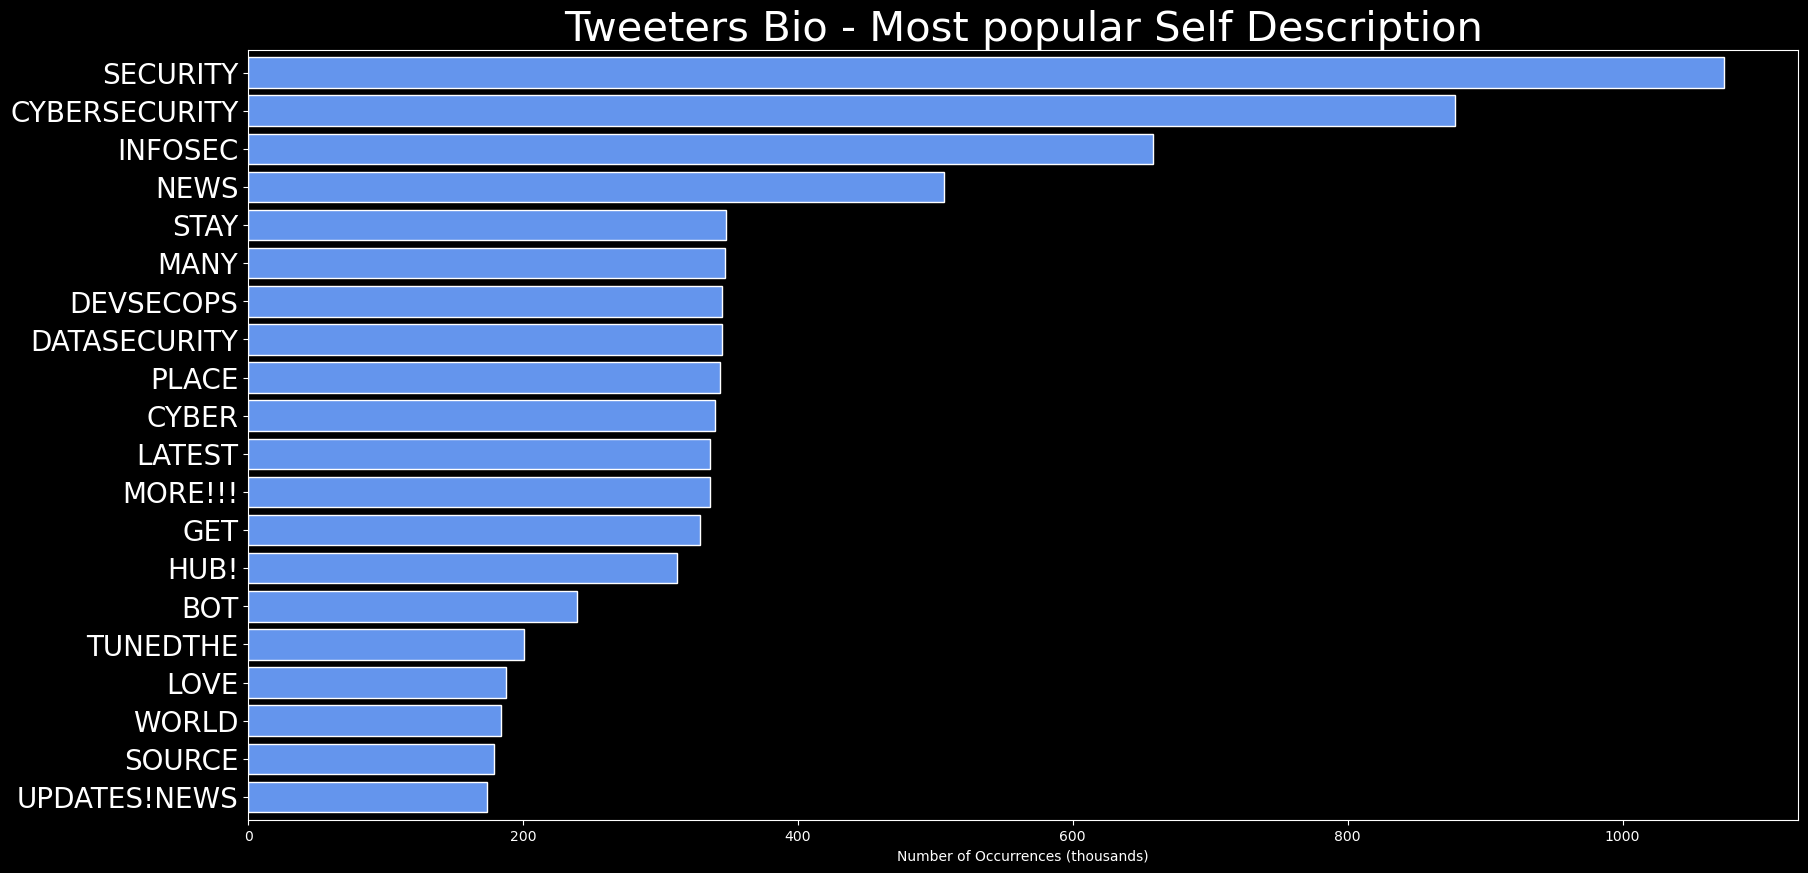 Tweeters Bio - Most popular Self Description
SECURITY
CYBERSECURITY
INFOSEC
NEWS
STAY
MANY
DEVSECOPS
DATASECURITY
PLACE
CYBER
LATEST
MORE!!!
GET
HUB!
BOT
TUNEDTHE
LOVE
WORLD
SOURCE
UPDATES!NEWS
0 200 400 600 800 1000
Number of Occurrences (thousands)